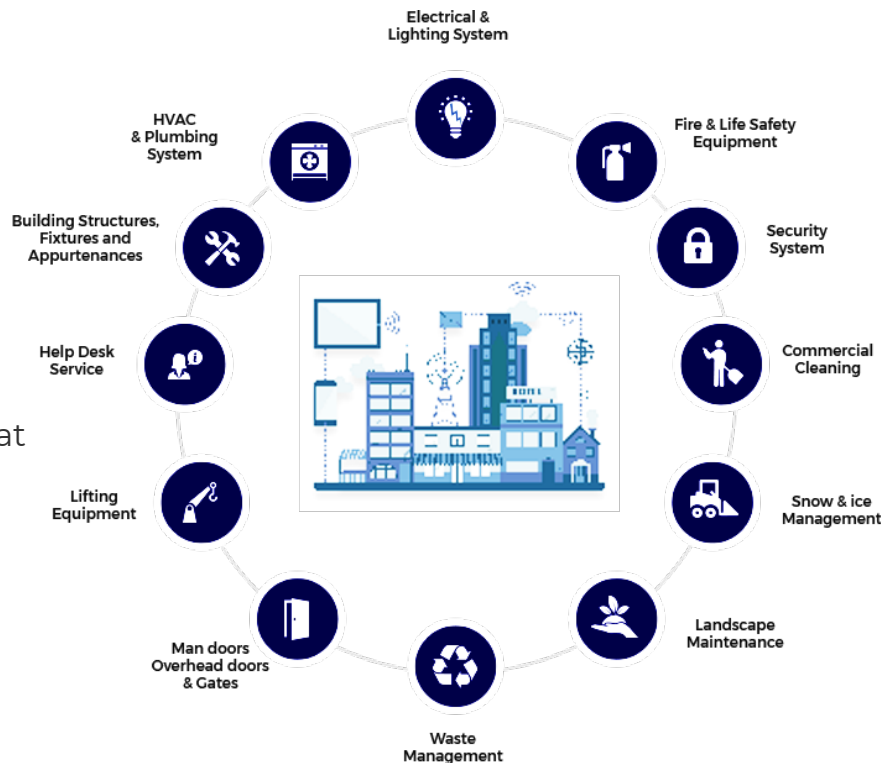 Electrical &
Lighting System
Fire & Life Safety
Equipment
Security
System
Commercial
Cleaning
Snow & ice
Management
Landscape
Maintenance
Waste
Management
Man doors
Overhead doors
& Gates
Lifting
Equipment
at
Help Desk
Service
Building Structures,
Fixtures and
Appurtenances
HVAC
& Plumbing
System
HOTEL